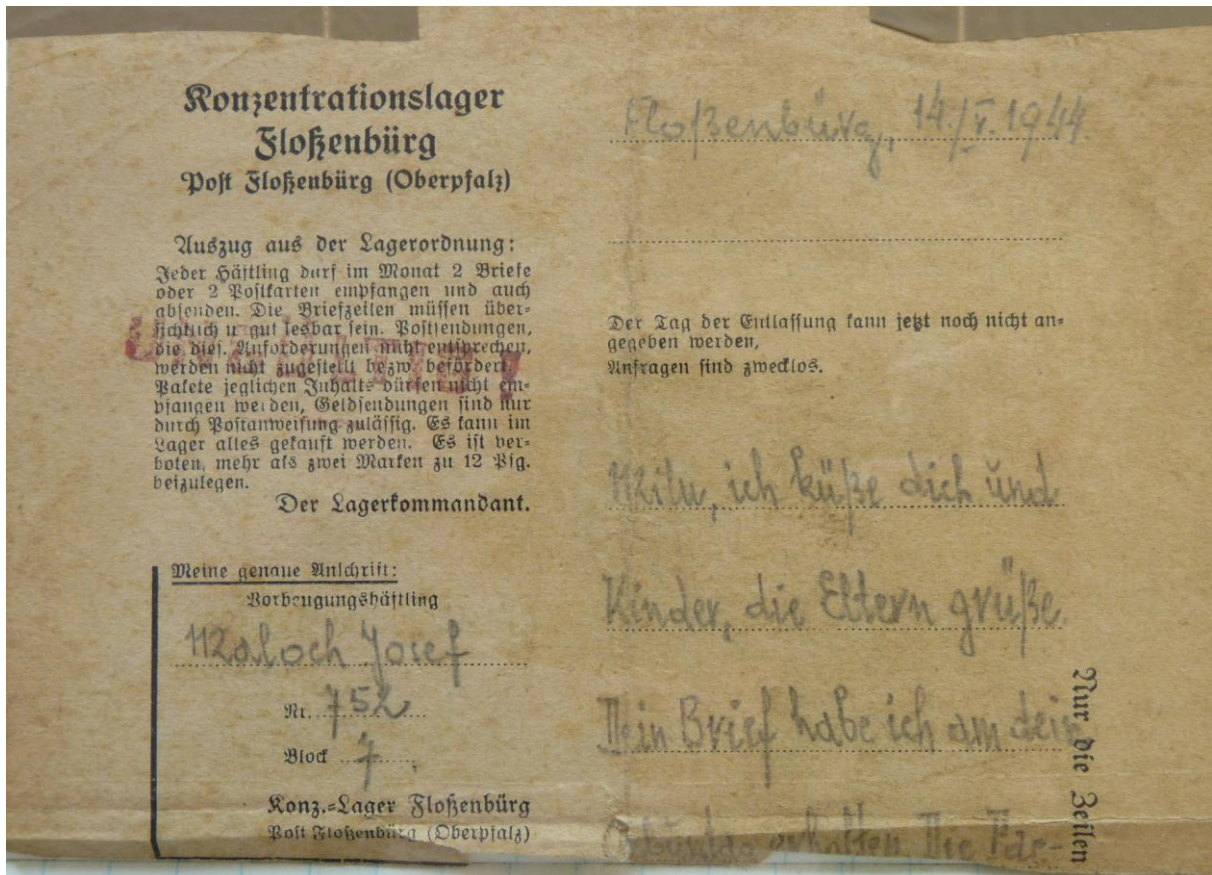 Konzentrationslager
Floßenbürg
Post Floßenbürg (Oberpfalz)
Auszug aus der Lagerordnung:
Jeder Häftling darf im Monat 2 Briefe
oder 2 Postkarten empfangen und auch
absenden. Die Briefzeilen müssen über-
sichtlich u gut lesbar sein. Postsendungen,
die dies. Anforderungen nicht entsprechen,
werden nicht zugestellt bezw. befördert.
Pakete jeglichen Inhalts dürfen nicht em-
pfangen werden, Geldsendungen sind nur
durch Postanweisung zulässig. Es kann im
Lager alles gekauft werden. Es ist ver-
boten, mehr als zwei Marken zu 12 Pfg.
beizulegen.
Der Lagerkommandant.
Meine genaue Anschrift:
Vorbeugungshäftling
Josef
Nr. 752
Block 7
Konz.-Lager Floßenbürg
Post Floßenbürg (Oberpfalz)
Floßenbürg, 14./V. 1944.
Der Tag der Entlassung kann jetzt noch nicht an-
gegeben werden,
Anfragen sind zwecklos.
ich küße dich und
Kinder, die Eltern grüße
Dein Brief habe ich am dein
erhalten. Die
Nur die Zeilen